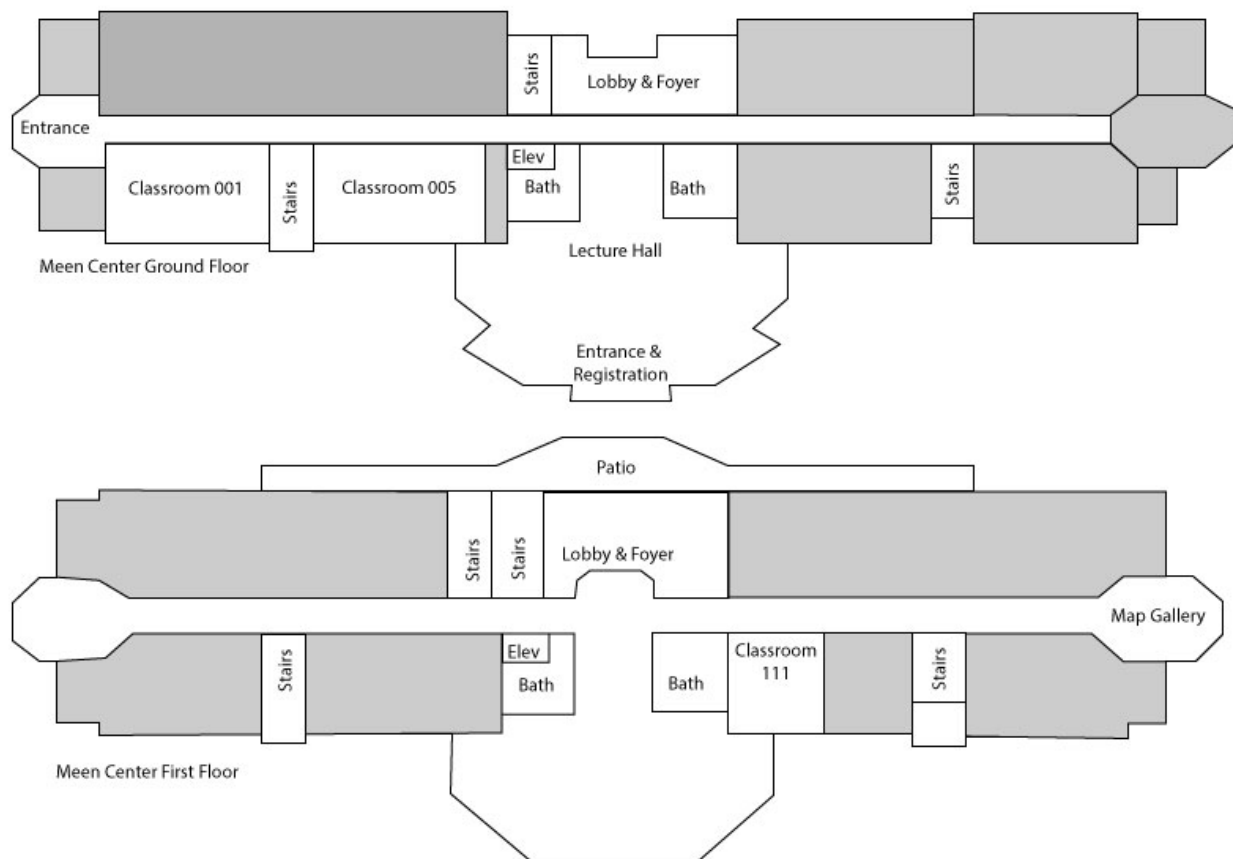 Stairs
Lobby & Foyer
Entrance
Elev
Classroom 001
Stairs
Classroom 005
Bath
Bath
Stairs
Lecture Hall
Meen Center Ground Floor
Entrance &
Registration
Patio
Stairs
Stairs
Lobby & Foyer
Map Gallery
Stairs
Elev
Bath
Bath
Classroom
111
Stairs
Meen Center First Floor